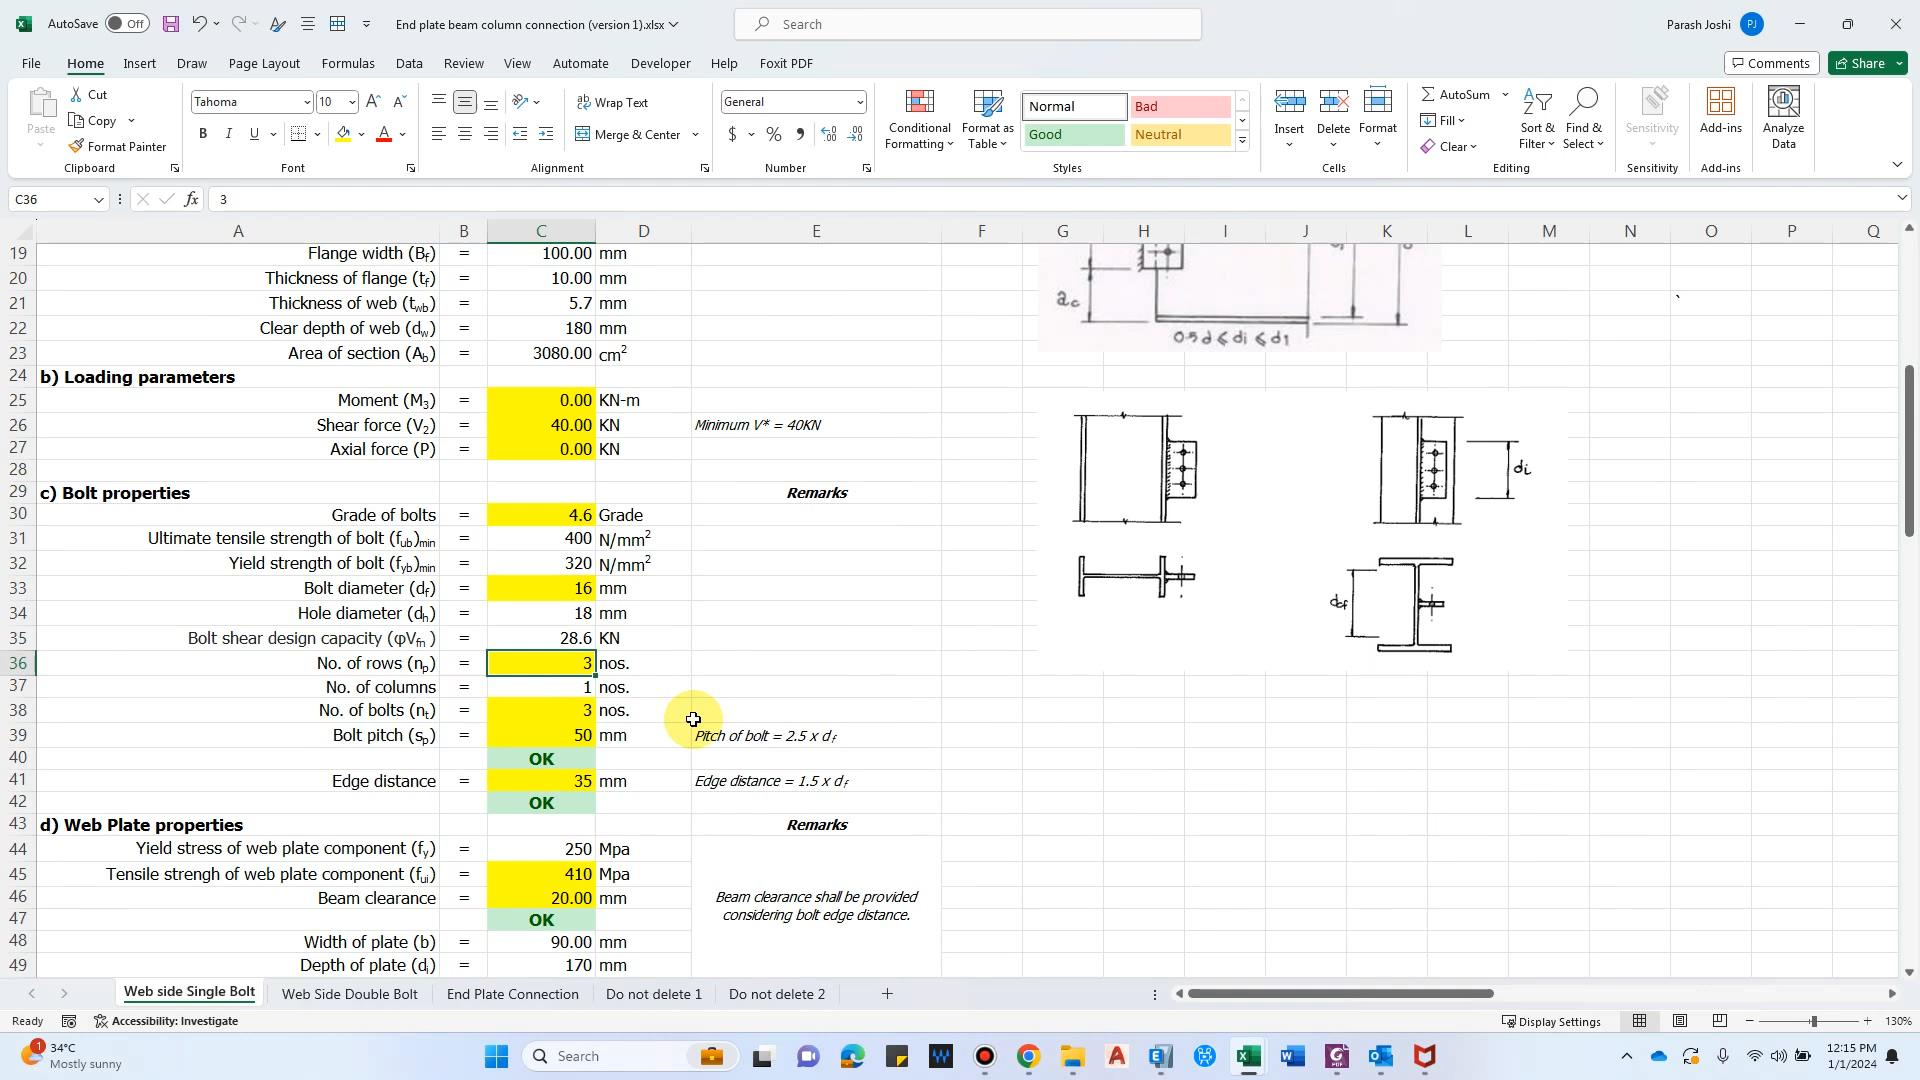 AutoSave Off End plate beam column connection (version 1).xlsx Search Parash Joshi PJ
File Home Insert Draw Page Layout Formulas Data Review View Automate Developer Help Foxit PDF Comments Share
Paste Cut Copy Format Painter Clipboard
Tahoma 10 B I U A Font
Wrap Text Merge & Center Alignment
General $ % Number
Conditional Formatting Format as Table Normal Bad Good Neutral Styles
Insert Delete Format Cells
AutoSum Fill Clear Sort & Filter Find & Select Editing
Sensitivity Sensitivity
Add-ins Add-ins
Analyze Data
C36 fx 3
A B C D E F G H I J K L M N O P Q
19 Flange width (Bf) = 100.00 mm
20 Thickness of flange (tf) = 10.00 mm
21 Thickness of web (twb) = 5.7 mm
22 Clear depth of web (dw) = 180 mm
23 Area of section (Ab) = 3080.00 cm²
24 b) Loading parameters
25 Moment (M3) = 0.00 KN-m
26 Shear force (V2) = 40.00 KN Minimum V* = 40KN
27 Axial force (P) = 0.00 KN
28
29 c) Bolt properties Remarks
30 Grade of bolts = 4.6 Grade
31 Ultimate tensile strength of bolt (fub)min = 400 N/mm²
32 Yield strength of bolt (fyb)min = 320 N/mm²
33 Bolt diameter (df) = 16 mm
34 Hole diameter (dh) = 18 mm
35 Bolt shear design capacity (φVfn ) = 28.6 KN
36 No. of rows (np) = 3 nos.
37 No. of columns = 1 nos.
38 No. of bolts (nt) = 3 nos.
39 Bolt pitch (sp) = 50 mm Pitch of bolt = 2.5 x df
40 OK
41 Edge distance = 35 mm Edge distance = 1.5 x df
42 OK
43 d) Web Plate properties Remarks
44 Yield stress of web plate component (fy) = 250 Mpa
45 Tensile strengh of web plate component (fui) = 410 Mpa
46 Beam clearance = 20.00 mm Beam clearance shall be provided
47 OK considering bolt edge distance.
48 Width of plate (b) = 90.00 mm
49 Depth of plate (di) = 170 mm
ac
0.5d ≤ di ≤ d1
di
dcf
Web side Single Bolt Web Side Double Bolt End Plate Connection Do not delete 1 Do not delete 2
Ready Accessibility: Investigate Display Settings 130%
1 34°C
Mostly sunny
Search
12:15 PM
1/1/2024